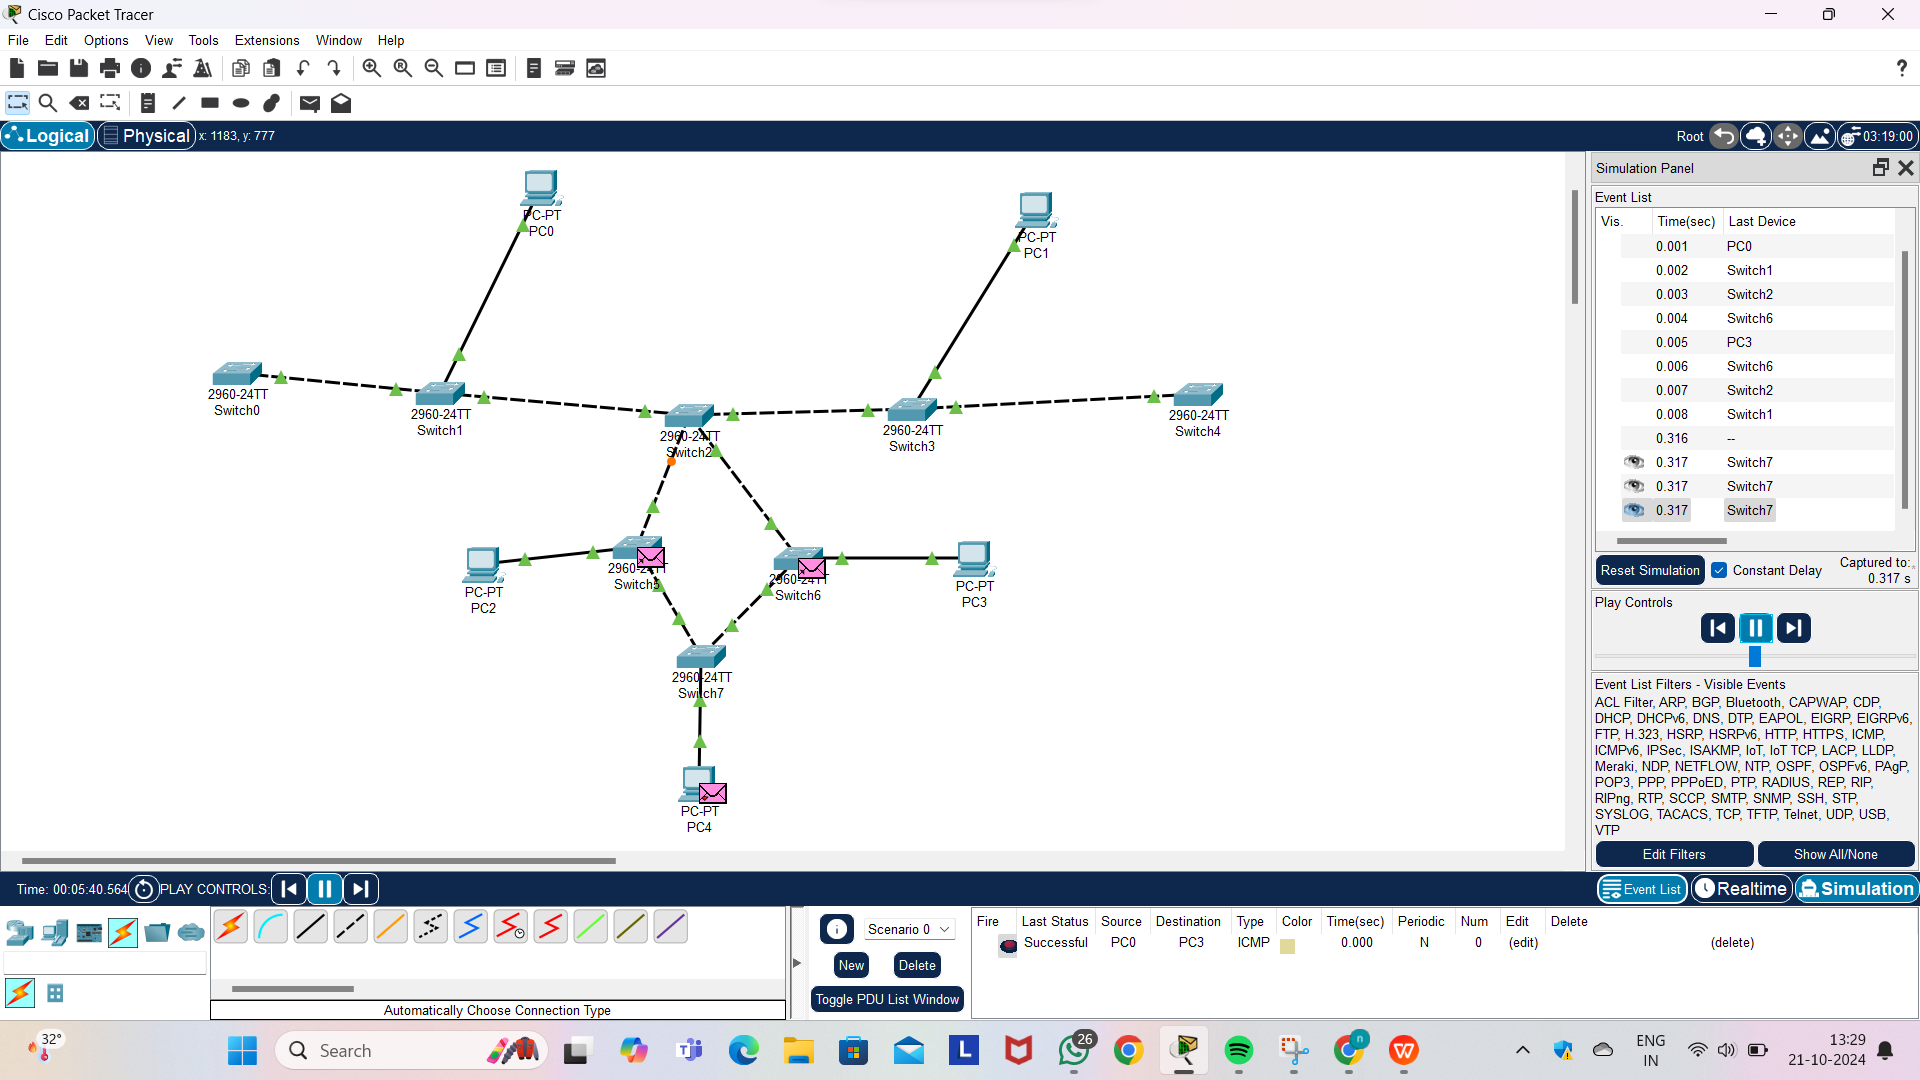 Cisco Packet Tracer
File Edit Options View Tools Extensions Window Help
Logical Physical x: 1183, y: 777 Root 03:19:00
PC-PT
PC0
PC-PT
PC1
2960-24TT
Switch0
2960-24TT
Switch1
2960-24TT
Switch2
2960-24TT
Switch3
2960-24TT
Switch4
PC-PT
PC2
2960-24TT
Switch5
2960-24TT
Switch6
PC-PT
PC3
2960-24TT
Switch7
PC-PT
PC4
Simulation Panel
Event List
Vis. Time(sec) Last Device
0.001 PC0
0.002 Switch1
0.003 Switch2
0.004 Switch6
0.005 PC3
0.006 Switch6
0.007 Switch2
0.008 Switch1
0.316 --
0.317 Switch7
0.317 Switch7
0.317 Switch7
Reset Simulation Constant Delay Captured to:
0.317 s
Play Controls
Event List Filters - Visible Events
ACL Filter, ARP, BGP, Bluetooth, CAPWAP, CDP,
DHCP, DHCPv6, DNS, DTP, EAPOL, EIGRP, EIGRPv6,
FTP, H.323, HSRP, HSRPv6, HTTP, HTTPS, ICMP,
ICMPv6, IPSec, ISAKMP, IoT, IoT TCP, LACP, LLDP,
Meraki, NDP, NETFLOW, NTP, OSPF, OSPFv6, PAgP,
POP3, PPP, PPPoED, PTP, RADIUS, REP, RIP,
RIPng, RTP, SCCP, SMTP, SNMP, SSH, STP,
SYSLOG, TACACS, TCP, TFTP, Telnet, UDP, USB,
VTP
Edit Filters Show All/None
Time: 00:05:40.564 PLAY CONTROLS: Event List Realtime Simulation
Automatically Choose Connection Type
Scenario 0
New Delete
Toggle PDU List Window
Fire Last Status Source Destination Type Color Time(sec) Periodic Num Edit Delete
Successful PC0 PC3 ICMP 0.000 N 0 (edit) (delete)
32°
Search
26
ENG
IN
13:29
21-10-2024